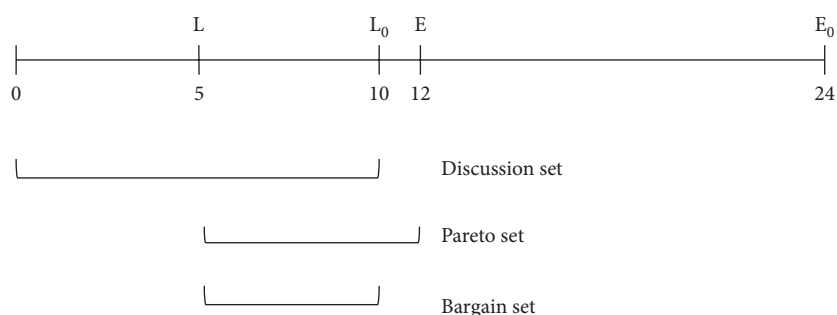 L L₀ E E₀
0 5 10 12 24
Discussion set
Pareto set
Bargain set